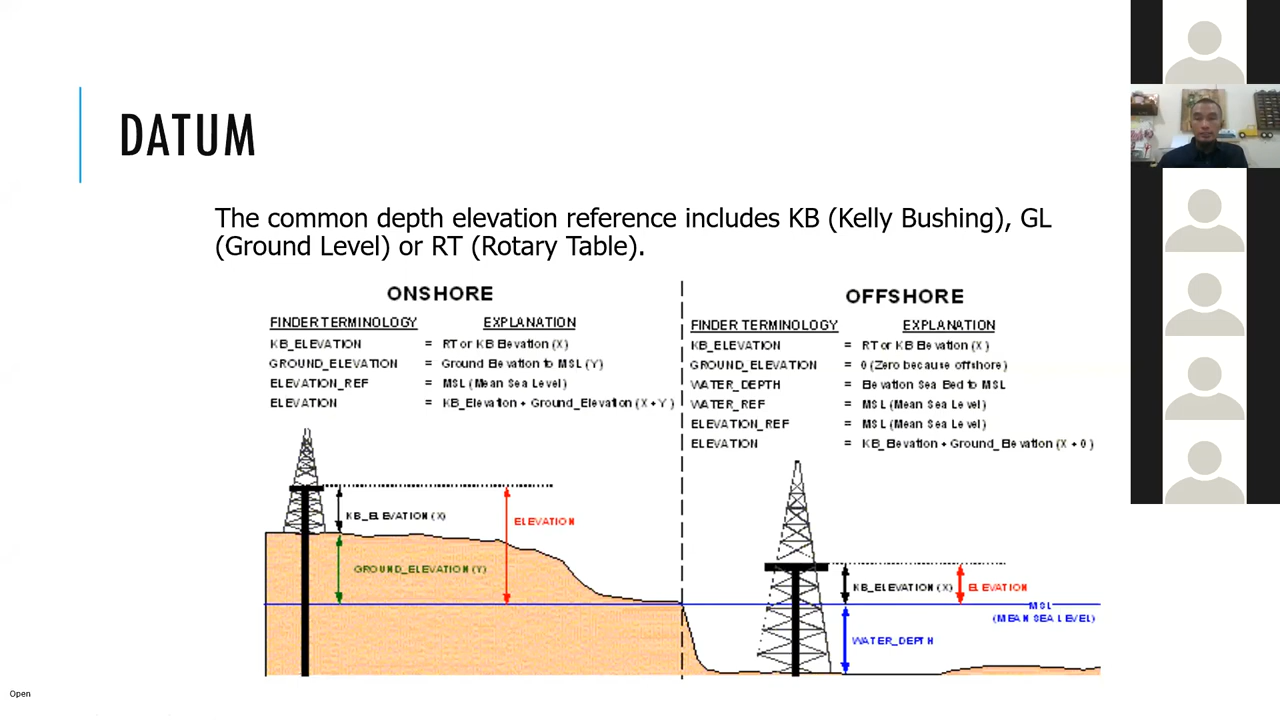 DATUM
The common depth elevation reference includes KB (Kelly Bushing), GL
(Ground Level) or RT (Rotary Table).
ONSHORE
FINDER TERMINOLOGY EXPLANATION
KB_ELEVATION = RT or KB Elevation (X)
GROUND_ELEVATION = Ground Elevation to MSL (Y)
ELEVATION_REF = MSL (Mean Sea Level)
ELEVATION = KB_Elevation + Ground_Elevation (X + Y)
KB_ELEVATION (X)
ELEVATION
GROUND_ELEVATION (Y)
OFFSHORE
FINDER TERMINOLOGY EXPLANATION
KB_ELEVATION = RT or KB Elevation (X)
GROUND_ELEVATION = 0 (Zero because offshore)
WATER_DEPTH = Elevation Sea Bed to MSL
WATER_REF = MSL (Mean Sea Level)
ELEVATION_REF = MSL (Mean Sea Level)
ELEVATION = KB_Elevation + Ground_Elevation (X + 0)
KB_ELEVATION (X)
ELEVATION
MSL
(MEAN SEA LEVEL)
WATER_DEPTH
Open